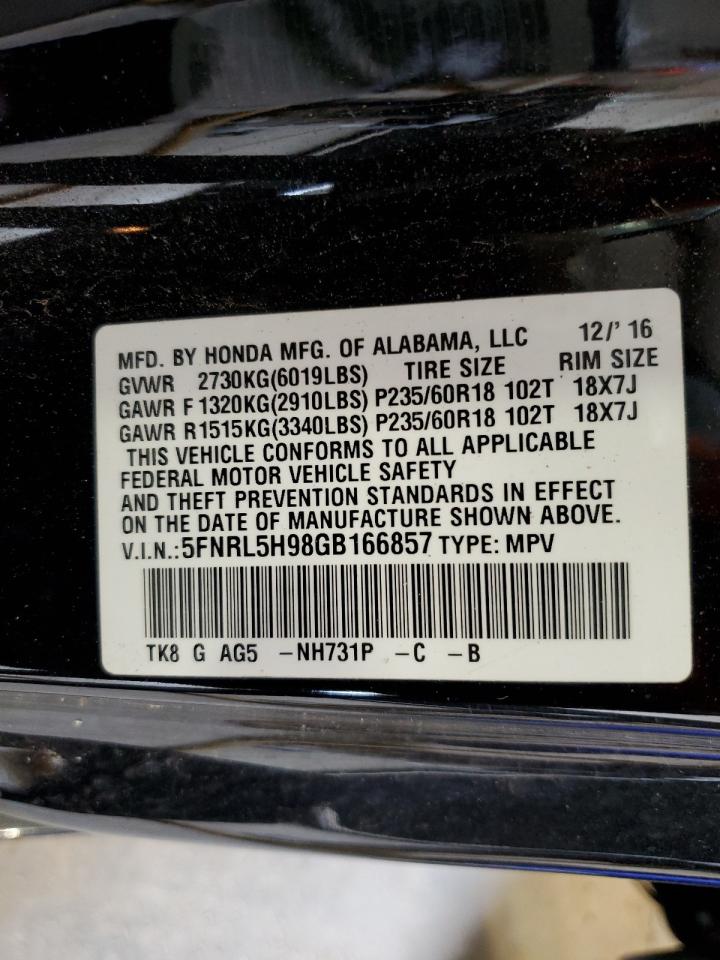 MFD. BY HONDA MFG. OF ALABAMA, LLC 12/' 16
GVWR 2730KG(6019LBS) TIRE SIZE RIM SIZE
GAWR F1320KG(2910LBS) P235/60R18 102T 18X7J
GAWR R1515KG(3340LBS) P235/60R18 102T 18X7J
THIS VEHICLE CONFORMS TO ALL APPLICABLE
FEDERAL MOTOR VEHICLE SAFETY
AND THEFT PREVENTION STANDARDS IN EFFECT
ON THE DATE OF MANUFACTURE SHOWN ABOVE.
V.I.N.:5FNRL5H98GB166857 TYPE: MPV
TK8 G AG5 -NH731P -C -B